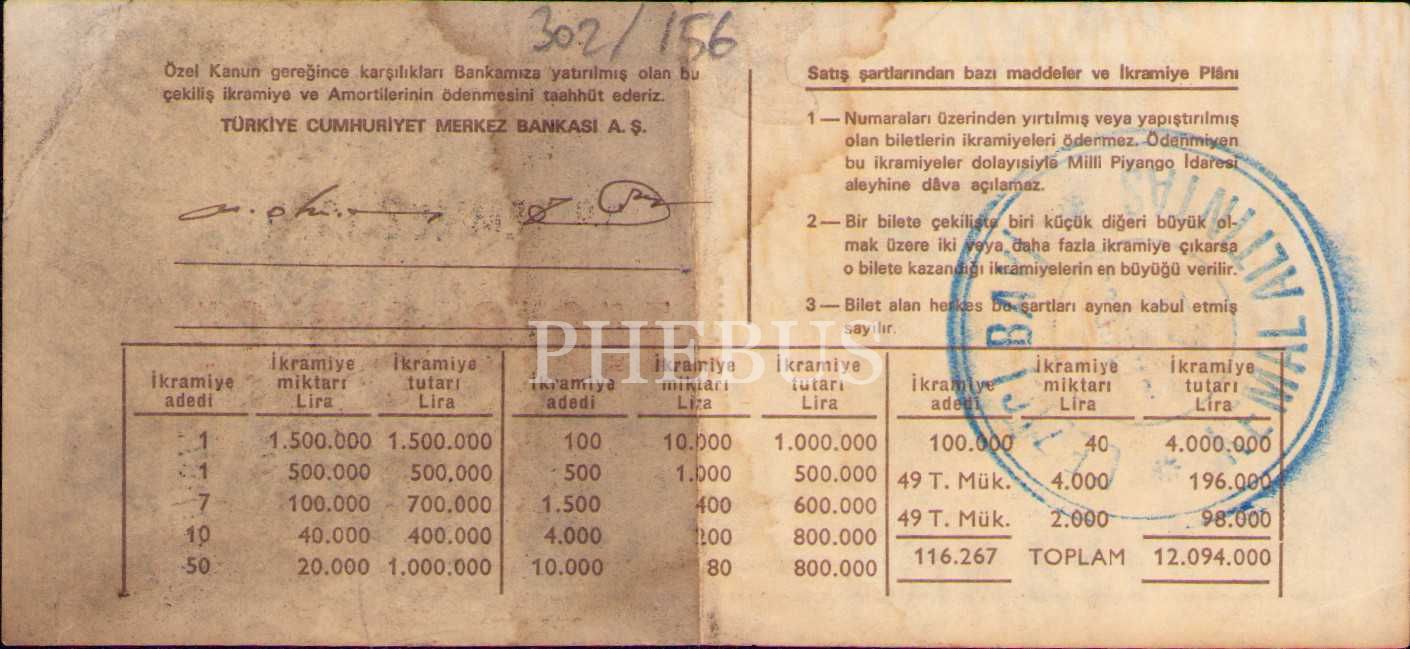 302/156
Özel Kanun gereğince karşılıkları Bankamıza yatırılmış olan bu
çekiliş ikramiye ve Amortilerinin ödenmesini taahhüt ederiz.
TÜRKİYE CUMHURİYET MERKEZ BANKASI A. Ş.
Satış şartlarından bazı maddeler ve İkramiye Plânı
1 — Numaraları üzerinden yırtılmış veya yapıştırılmış
olan biletlerin ikramiyeleri ödenmez. Ödenmiyen
bu ikramiyeler dolayısiyle Millî Piyango İdaresi
aleyhine dâva açılamaz.
2 — Bir bilete çekilişte biri küçük diğeri büyük ol-
mak üzere iki veya daha fazla ikramiye çıkarsa
o bilete kazandığı ikramiyelerin en büyüğü verilir.
3 — Bilet alan herkes bu şartları aynen kabul etmiş
sayılır.
PHEBUS
KEMAL ALTINTAŞ
İkramiye adedi İkramiye miktarı Lira İkramiye tutarı Lira İkramiye adedi İkramiye miktarı Lira İkramiye tutarı Lira İkramiye adedi İkramiye miktarı Lira İkramiye tutarı Lira
1 1.500.000 1.500.000 100 10.000 1.000.000 100.000 40 4.000.000
1 500.000 500.000 500 1.000 500.000 49 T. Mük. 4.000 196.000
7 100.000 700.000 1.500 400 600.000 49 T. Mük. 2.000 98.000
10 40.000 400.000 4.000 200 800.000 116.267 TOPLAM 12.094.000
50 20.000 1.000.000 10.000 80 800.000